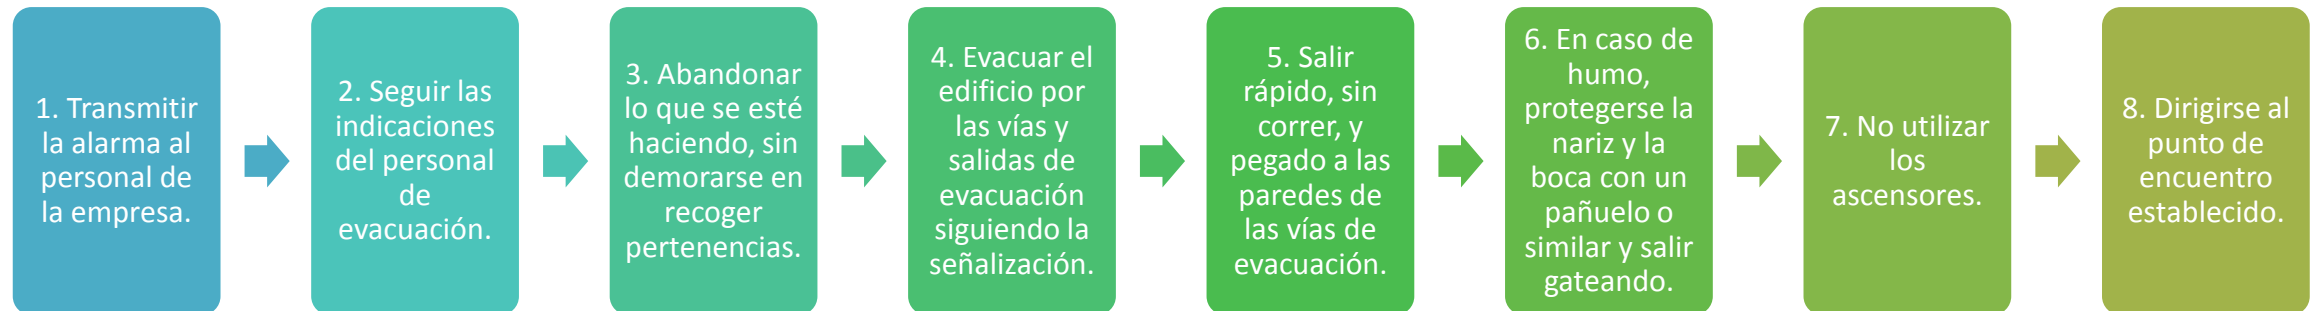 1. Transmitir
la alarma al
personal de
la empresa.
2. Seguir las
indicaciones
del personal
de
evacuación.
3. Abandonar
lo que se esté
haciendo, sin
demorarse en
recoger
pertenencias.
4. Evacuar el
edificio por
las vías y
salidas de
evacuación
siguiendo la
señalización.
5. Salir
rápido, sin
correr, y
pegado a las
paredes de
las vías de
evacuación.
6. En caso de
humo,
protegerse la
nariz y la
boca con un
pañuelo o
similar y salir
gateando.
7. No utilizar
los
ascensores.
8. Dirigirse al
punto de
encuentro
establecido.